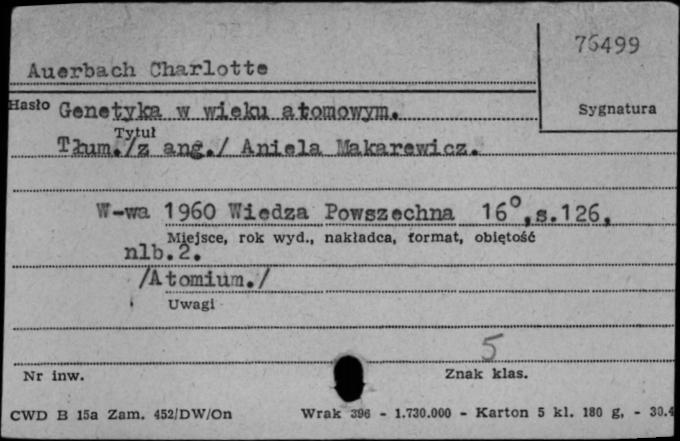 76499
Auerbach Charlotte
Hasło Genetyka w wieku atomowym.
Sygnatura
Tytuł
Tłum./z ang./ Aniela Makarewicz.
W-wa 1960 Wiedza Powszechna 16°,s.126,
Miejsce, rok wyd., nakładca, format, objętość
nlb.2.
/Atomium./
Uwagi
5
Nr inw.
Znak klas.
CWD B 15a Zam. 452/DW/On Wrak 396 - 1.730.000 - Karton 5 kl. 180 g, - 30.4